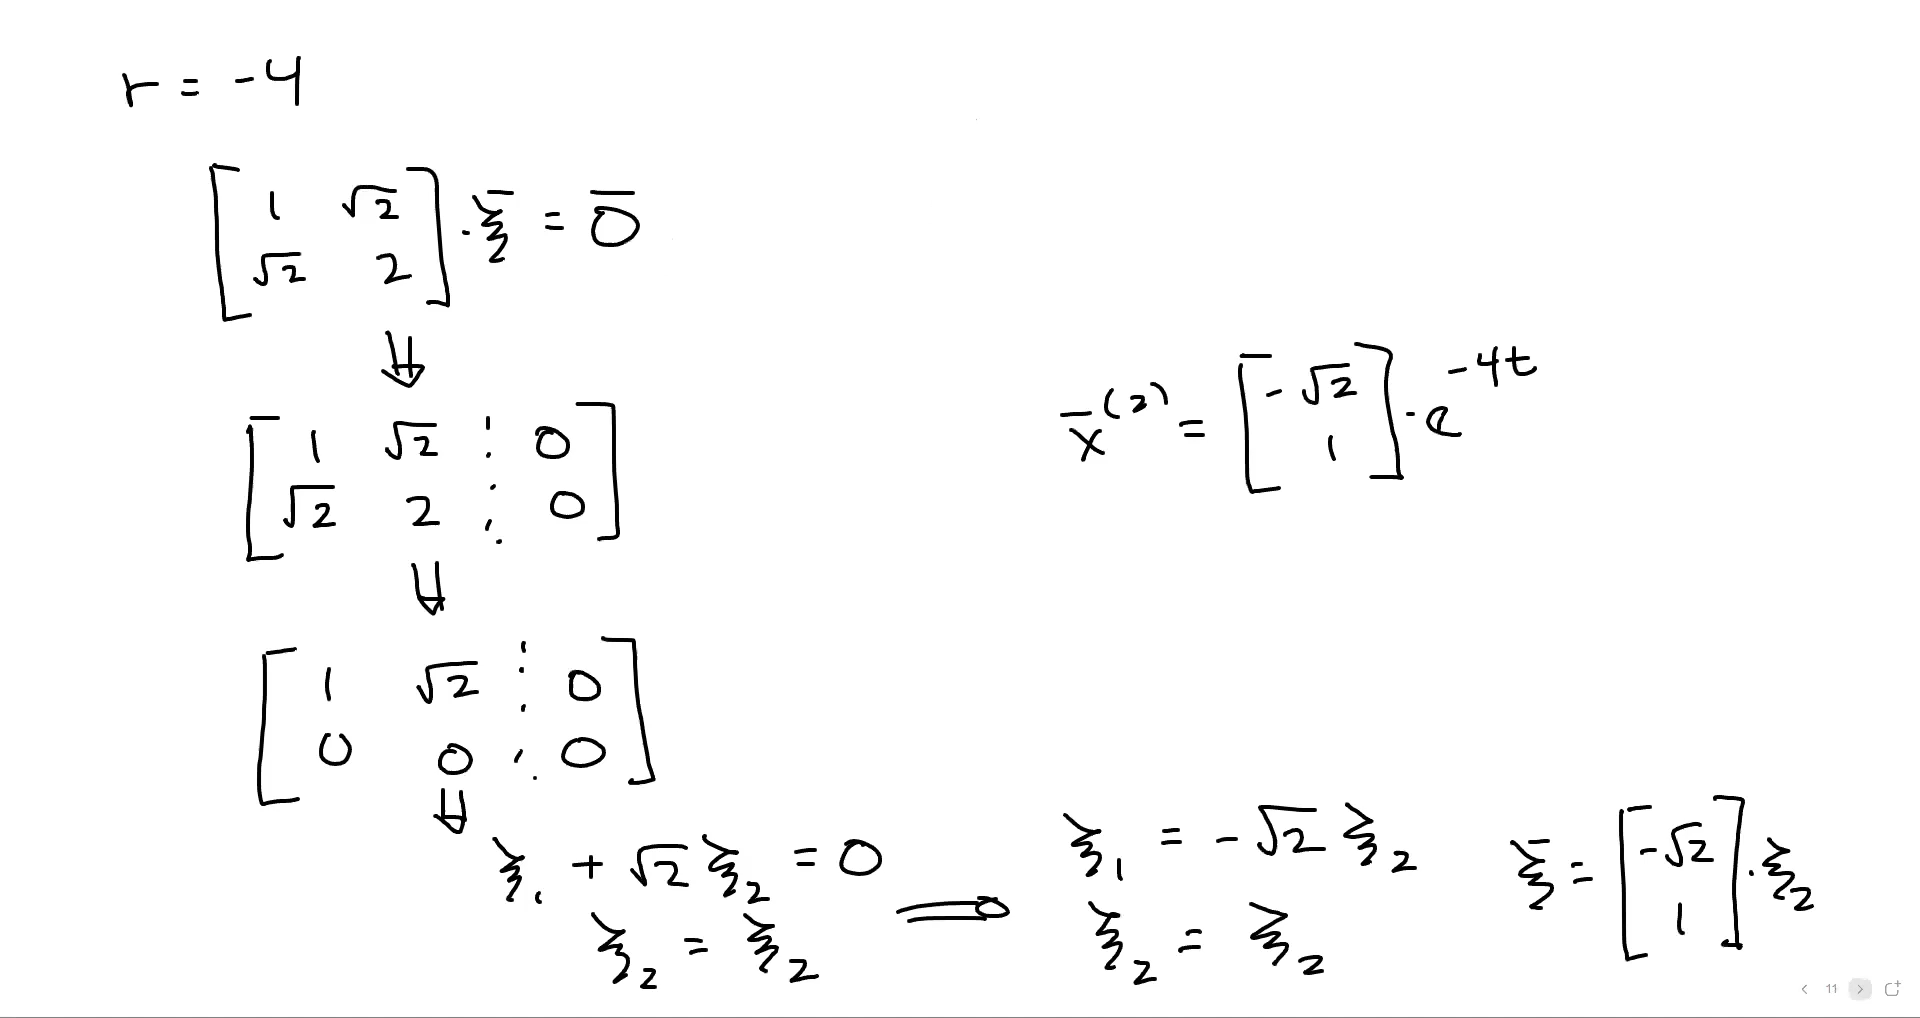 r = -4
[ 1 √2
√2 2 ] · ξ̄ = 0̄
⇓
[ 1 √2 ⋮ 0
√2 2 ⋮ 0 ]
⇓
[ 1 √2 ⋮ 0
0 0 ⋮ 0 ]
⇓
ξ₁ + √2 ξ₂ = 0
ξ₂ = ξ₂
⇒
ξ₁ = -√2 ξ₂
ξ₂ = ξ₂
ξ̄ = [ -√2
1 ] · ξ₂
x̄⁽²⁾ = [ -√2
1 ] · e^(-4t)
< 11 >